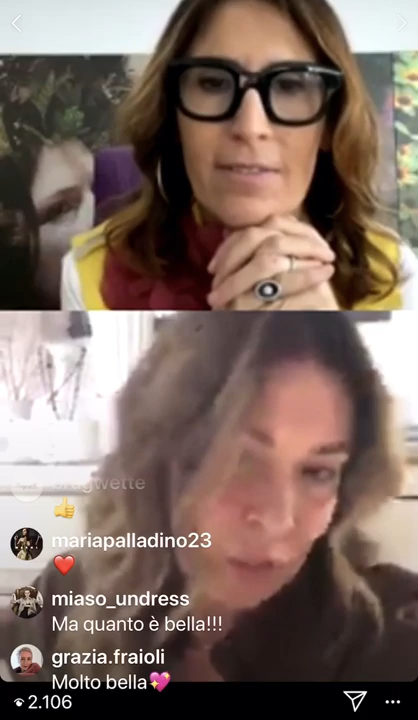 👍
mariapalladino23
❤️
miaso_undress
Ma quanto è bella!!!
grazia.fraioli
Molto bella💖
2.106